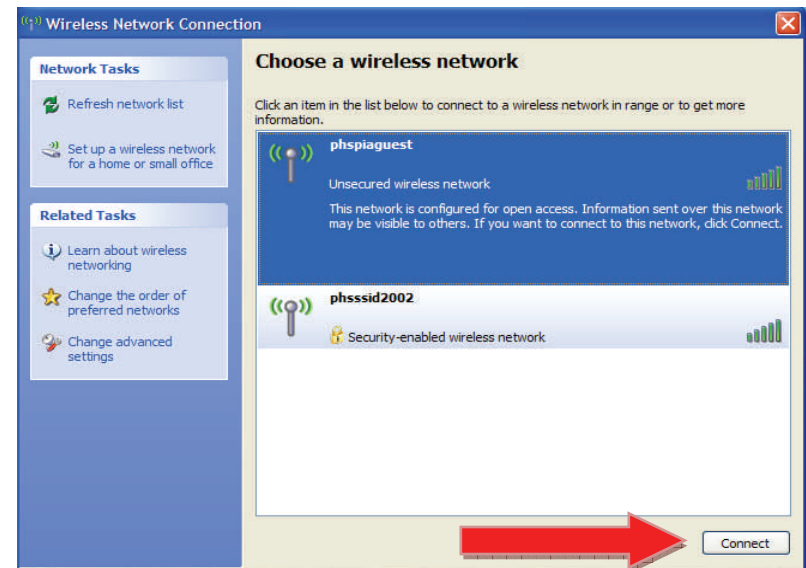 Wireless Network Connection
Network Tasks
Refresh network list
Set up a wireless network
for a home or small office
Related Tasks
Learn about wireless
networking
Change the order of
preferred networks
Change advanced
settings
Choose a wireless network
Click an item in the list below to connect to a wireless network in range or to get more
information.
phspiaguest
Unsecured wireless network
This network is configured for open access. Information sent over this network
may be visible to others. If you want to connect to this network, click Connect.
phsssid2002
Security-enabled wireless network
Connect